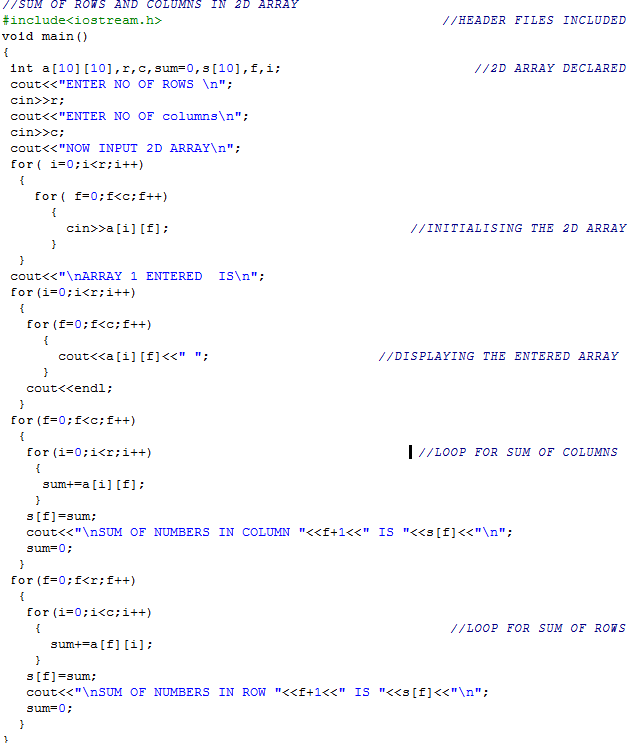 //SUM OF ROWS AND COLUMNS IN 2D ARRAY
#include<iostream.h> //HEADER FILES INCLUDED
void main()
{
int a[10][10],r,c,sum=0,s[10],f,i; //2D ARRAY DECLARED
cout<<"ENTER NO OF ROWS \n";
cin>>r;
cout<<"ENTER NO OF columns\n";
cin>>c;
cout<<"NOW INPUT 2D ARRAY\n";
for( i=0;i<r;i++)
{
for( f=0;f<c;f++)
{
cin>>a[i][f]; //INITIALISING THE 2D ARRAY
}
}
cout<<"\nARRAY 1 ENTERED  IS\n";
for(i=0;i<r;i++)
{
for(f=0;f<c;f++)
{
cout<<a[i][f]<<" "; //DISPLAYING THE ENTERED ARRAY
}
cout<<endl;
}
for(f=0;f<c;f++)
{
for(i=0;i<r;i++) //LOOP FOR SUM OF COLUMNS
{
sum+=a[i][f];
}
s[f]=sum;
cout<<"\nSUM OF NUMBERS IN COLUMN "<<f+1<<" IS "<<s[f]<<"\n";
sum=0;
}
for(f=0;f<r;f++)
{
for(i=0;i<c;i++)
{ //LOOP FOR SUM OF ROWS
sum+=a[f][i];
}
s[f]=sum;
cout<<"\nSUM OF NUMBERS IN ROW "<<f+1<<" IS "<<s[f]<<"\n";
sum=0;
}
}